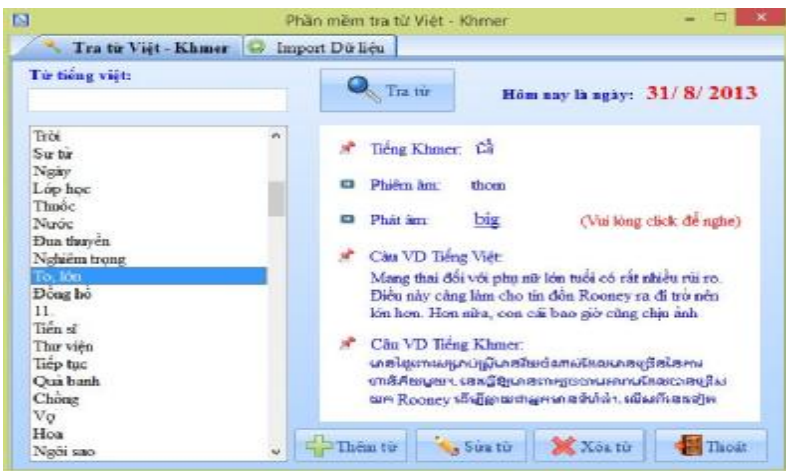 Phần mềm tra từ Việt - Khmer
Tra từ Việt - Khmer
Import Dữ liệu
Từ tiếng việt:
Tra từ
Hôm nay là ngày: 31/ 8/ 2013
Trời
Sư tử
Ngày
Lớp học
Thuốc
Nước
Đua thuyền
Nghiêm trọng
To, lớn
Đồng hồ
11.
Tiến sĩ
Thư viện
Tiếp tục
Quả banh
Chồng
Vợ
Hoa
Ngôi sao
Tiếng Khmer: ធំ
Phiên âm: thom
Phát âm: big (Vui lòng click để nghe)
Câu VD Tiếng Việt:
Mang thai đối với phụ nữ lớn tuổi có rất nhiều rủi ro.
Điều này càng làm cho tin đồn Rooney ra đi trở nên
lớn hơn. Hơn nữa, con cái bao giờ cũng chịu ảnh
Câu VD Tiếng Khmer:
Rooney
Thêm từ
Sửa từ
Xóa từ
Thoát